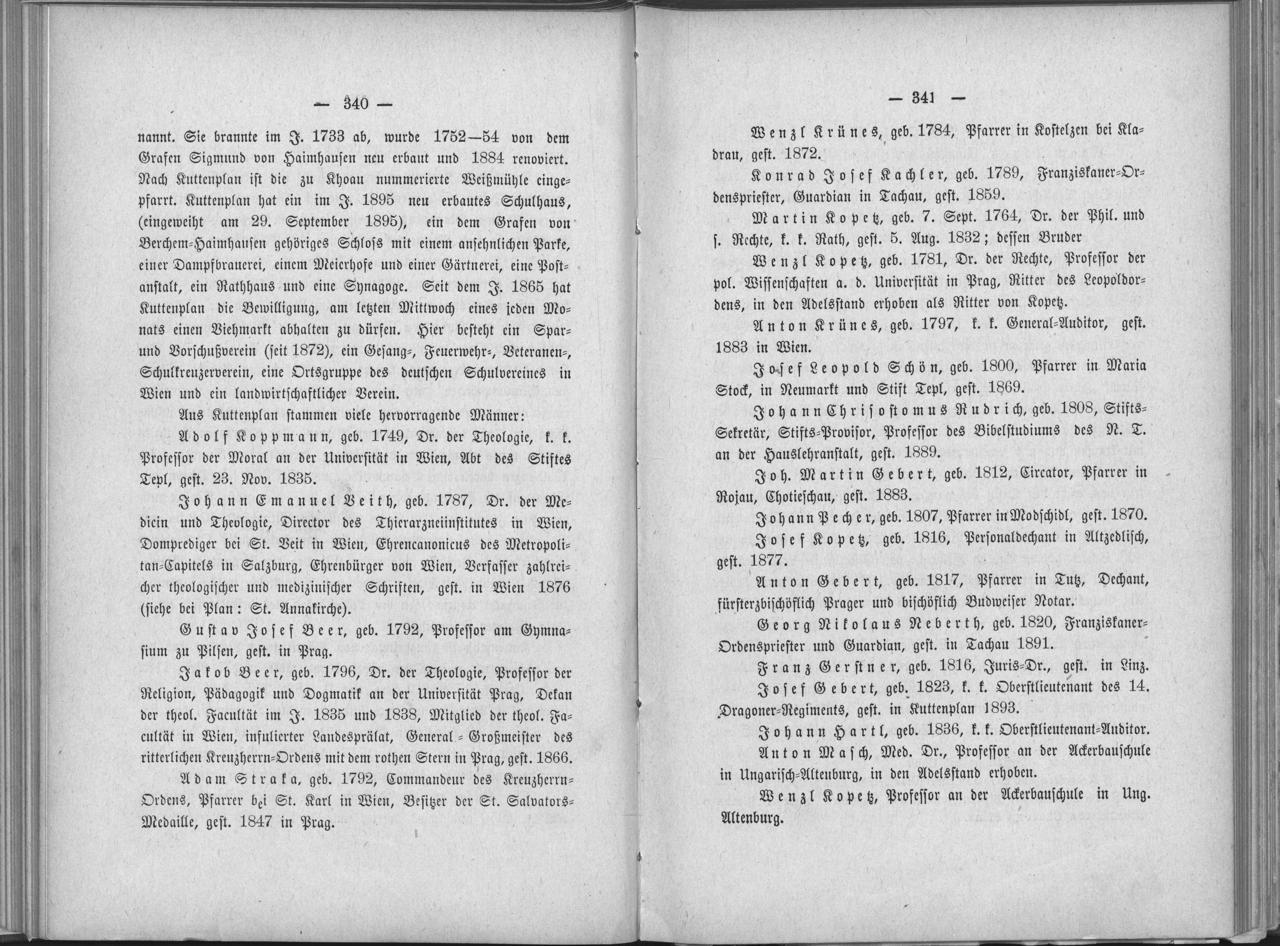 — 340 —
nannt. Sie brannte im J. 1733 ab, wurde 1752—54 von dem
Grafen Sigmund von Haimhausen neu erbaut und 1884 renoviert.
Nach Kuttenplan ist die zu Khoau nummerierte Weißmühle einge-
pfarrt. Kuttenplan hat ein im J. 1895 neu erbautes Schulhaus,
(eingeweiht am 29. September 1895), ein dem Grafen von
Berchem-Haimhausen gehöriges Schloss mit einem ansehnlichen Parke,
einer Dampfbrauerei, einem Meierhofe und einer Gärtnerei, eine Post-
anstalt, ein Rathhaus und eine Synagoge. Seit dem J. 1865 hat
Kuttenplan die Bewilligung, am letzten Mittwoch eines jeden Mo-
nats einen Viehmarkt abhalten zu dürfen. Hier besteht ein Spar-
und Vorschußverein (seit 1872), ein Gesang-, Feuerwehr-, Veteranen-,
Schulkreuzerverein, eine Ortsgruppe des deutschen Schulvereines in
Wien und ein landwirtschaftlicher Verein.
Aus Kuttenplan stammen viele hervorragende Männer:
Adolf Koppmann, geb. 1749, Dr. der Theologie, k. k.
Professor der Moral an der Universität in Wien, Abt des Stiftes
Tepl, gest. 23. Nov. 1835.
Johann Emanuel Veith, geb. 1787, Dr. der Me-
dicin und Theologie, Director des Thierarzneiinstitutes in Wien,
Domprediger bei St. Veit in Wien, Ehrencanonicus des Metropoli-
tan-Capitels in Salzburg, Ehrenbürger von Wien, Verfasser zahlrei-
cher theologischer und medizinischer Schriften, gest. in Wien 1876
(siehe bei Plan: St. Annakirche).
Gustav Josef Beer, geb. 1792, Professor am Gymna-
sium zu Pilsen, gest. in Prag.
Jakob Beer, geb. 1796, Dr. der Theologie, Professor der
Religion, Pädagogik und Dogmatik an der Universität Prag, Dekan
der theol. Facultät im J. 1835 und 1838, Mitglied der theol. Fa-
cultät in Wien, infulierter Landesprälat, General-Großmeister des
ritterlichen Kreuzherrn-Ordens mit dem rothen Stern in Prag, gest. 1866.
Adam Straka, geb. 1792, Commandeur des Kreuzherrn-
Ordens, Pfarrer bei St. Karl in Wien, Besitzer der St. Salvators-
Medaille, gest. 1847 in Prag.
— 341 —
Wenzl Krünes, geb. 1784, Pfarrer in Kostelzen bei Kla-
drau, gest. 1872.
Konrad Josef Kachler, geb. 1789, Franziskaner-Or-
denspriester, Guardian in Tachau, gest. 1859.
Martin Kopetz, geb. 7. Sept. 1764, Dr. der Phil. und
s. Rechte, k. k. Rath, gest. 5. Aug. 1832; dessen Bruder
Wenzl Kopetz, geb. 1781, Dr. der Rechte, Professor der
pol. Wissenschaften a. d. Universität in Prag, Ritter des Leopoldor-
dens, in den Adelsstand erhoben als Ritter von Kopetz.
Anton Krünes, geb. 1797, k. k. General-Auditor, gest.
1883 in Wien.
Josef Leopold Schön, geb. 1800, Pfarrer in Maria
Stock, in Neumarkt und Stift Tepl, gest. 1869.
Johann Chrisostomus Rudrich, geb. 1808, Stifts-
Sekretär, Stifts-Provisor, Professor des Bibelstudiums des N. T.
an der Hauslehranstalt, gest. 1889.
Joh. Martin Gebert, geb. 1812, Circator, Pfarrer in
Rojau, Chotieschau, gest. 1883.
Johann Pecher, geb. 1807, Pfarrer in Modschidl, gest. 1870.
Josef Kopetz, geb. 1816, Personaldechant in Altzedlisch,
gest. 1877.
Anton Gebert, geb. 1817, Pfarrer in Tutz, Dechant,
fürsterzbischöflich Prager und bischöflich Budweiser Notar.
Georg Nikolaus Neberth, geb. 1820, Franziskaner-
Ordenspriester und Guardian, gest. in Tachau 1891.
Franz Gerstner, geb. 1816, Juris-Dr., gest. in Linz.
Josef Gebert, geb. 1823, k. k. Oberstlieutenant des 14.
Dragoner-Regiments, gest. in Kuttenplan 1893.
Johann Hartl, geb. 1836, k. k. Oberstlieutenant-Auditor.
Anton Masch, Med. Dr., Professor an der Ackerbauschule
in Ungarisch-Altenburg, in den Adelsstand erhoben.
Wenzl Kopetz, Professor an der Ackerbauschule in Ung.
Altenburg.